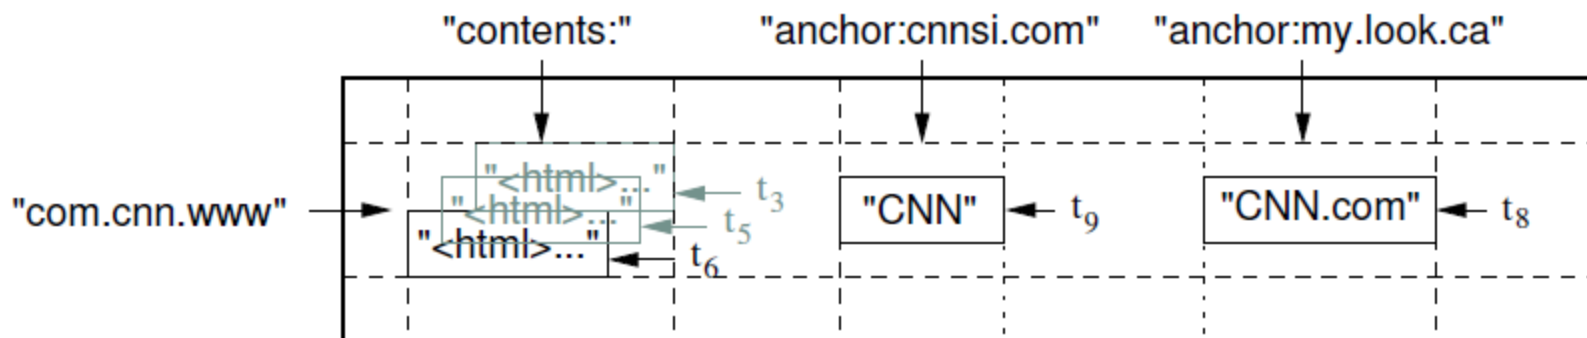 "contents:" "anchor:cnnsi.com" "anchor:my.look.ca"
"<html>..." t3
"com.cnn.www" "<html>..." t5 "CNN" t9 "CNN.com" t8
"<html>..." t6